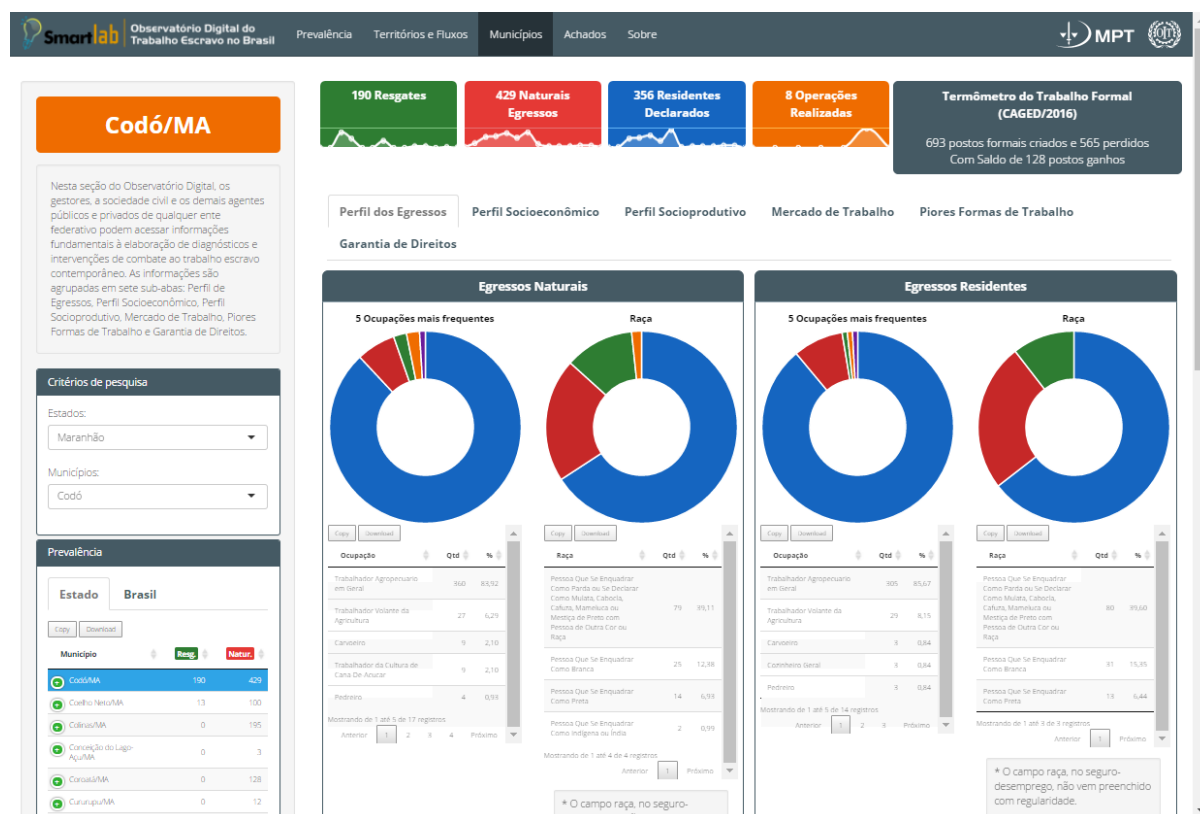 Smartlab
Observatório Digital do
Trabalho Escravo no Brasil
Prevalência
Territórios e Fluxos
Municípios
Achados
Sobre
MPT
Codó/MA
Nesta seção do Observatório Digital, os
gestores, a sociedade civil e os demais agentes
públicos e privados de qualquer ente
federativo podem acessar informações
fundamentais à elaboração de diagnósticos e
intervenções de combate ao trabalho escravo
contemporâneo. As informações são
agrupadas em sete sub-abas: Perfil de
Egressos, Perfil Socioeconômico, Perfil
Socioprodutivo, Mercado de Trabalho, Piores
Formas de Trabalho e Garantia de Direitos.
Critérios de pesquisa
Estados:
Maranhão
Municípios:
Codó
Prevalência
Estado
Brasil
Copy Download
Município Resg. Natur.
Codó/MA 190 429
Coelho Neto/MA 13 100
Colinas/MA 0 195
Conceição do Lago-
Açu/MA 0 3
Coroatá/MA 0 128
Cururupu/MA 0 12
190 Resgates
429 Naturais
Egressos
356 Residentes
Declarados
8 Operações
Realizadas
Termômetro do Trabalho Formal
(CAGED/2016)
693 postos formais criados e 565 perdidos
Com Saldo de 128 postos ganhos
Perfil dos Egressos
Perfil Socioeconômico
Perfil Socioprodutivo
Mercado de Trabalho
Piores Formas de Trabalho
Garantia de Direitos
Egressos Naturais
5 Ocupações mais frequentes
Copy Download
Ocupação Qtd %
Trabalhador Agropecuario
em Geral 360 83,92
Trabalhador Volante da
Agricultura 27 6,29
Carvoeiro 9 2,10
Trabalhador da Cultura de
Cana De Acucar 9 2,10
Pedreiro 4 0,93
Mostrando de 1 até 5 de 17 registros
Anterior 1 2 3 4 Próximo
Raça
Copy Download
Raça Qtd %
Pessoa Que Se Enquadrar
Como Parda ou Se Declarar
Como Mulata, Cabocla,
Cafuza, Mameluca ou
Mestiça de Preto com
Pessoa de Outra Cor ou
Raça 79 39,11
Pessoa Que Se Enquadrar
Como Branca 25 12,38
Pessoa Que Se Enquadrar
Como Preta 14 6,93
Pessoa Que Se Enquadrar
Como Indígena ou Índia 2 0,99
Mostrando de 1 até 4 de 4 registros
Anterior 1 Próximo
* O campo raça, no seguro-
Egressos Residentes
5 Ocupações mais frequentes
Copy Download
Ocupação Qtd %
Trabalhador Agropecuario
em Geral 305 85,67
Trabalhador Volante da
Agricultura 29 8,15
Carvoeiro 3 0,84
Cozinheiro Geral 3 0,84
Pedreiro 3 0,84
Mostrando de 1 até 5 de 14 registros
Anterior 1 2 3 Próximo
Raça
Copy Download
Raça Qtd %
Pessoa Que Se Enquadrar
Como Parda ou Se Declarar
Como Mulata, Cabocla,
Cafuza, Mameluca ou
Mestiça de Preto com
Pessoa de Outra Cor ou
Raça 80 39,60
Pessoa Que Se Enquadrar
Como Branca 31 15,35
Pessoa Que Se Enquadrar
Como Preta 13 6,44
Mostrando de 1 até 3 de 3 registros
Anterior 1 Próximo
* O campo raça, no seguro-
desemprego, não vem preenchido
com regularidade.